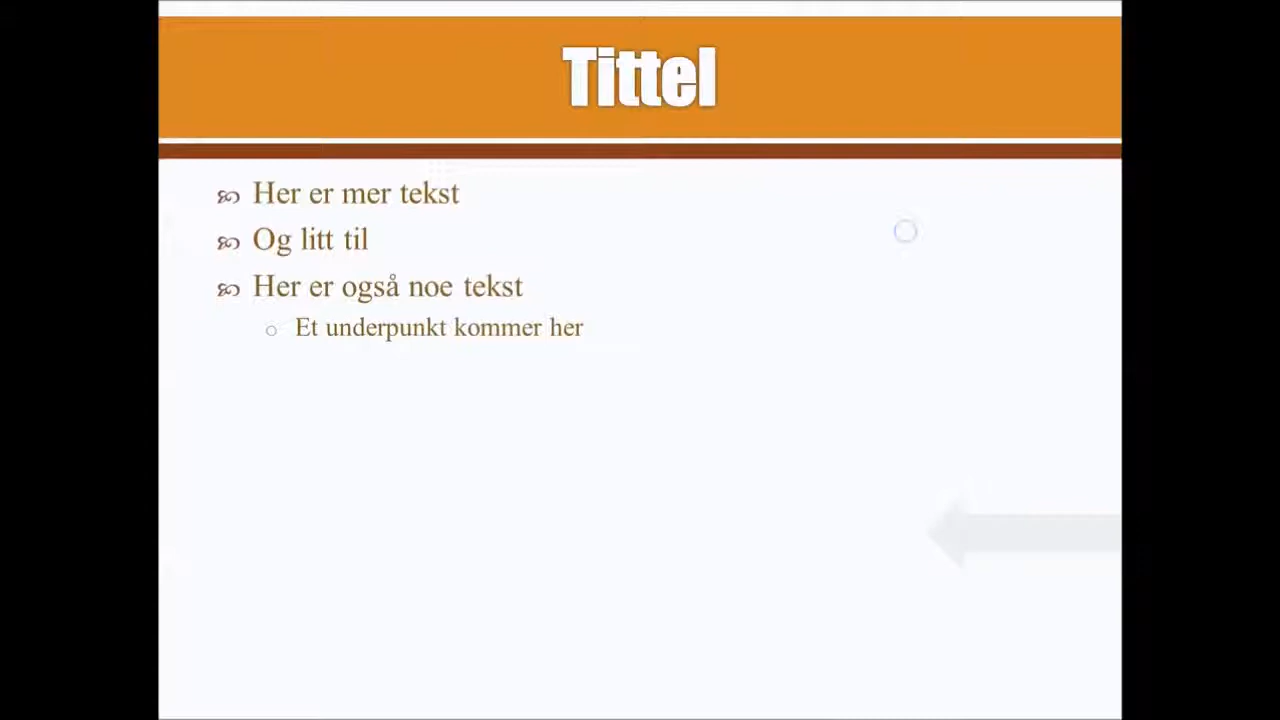 Tittel
Her er mer tekst
Og litt til
Her er også noe tekst
Et underpunkt kommer her